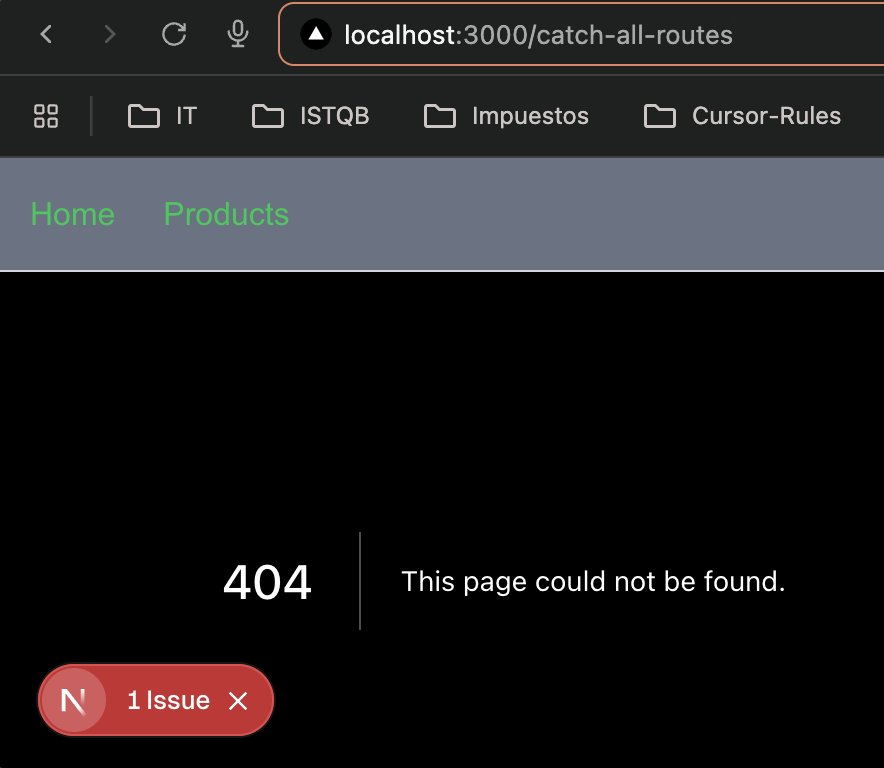 localhost:3000/catch-all-routes
IT ISTQB Impuestos Cursor-Rules
Home Products
404 This page could not be found.
N 1 Issue